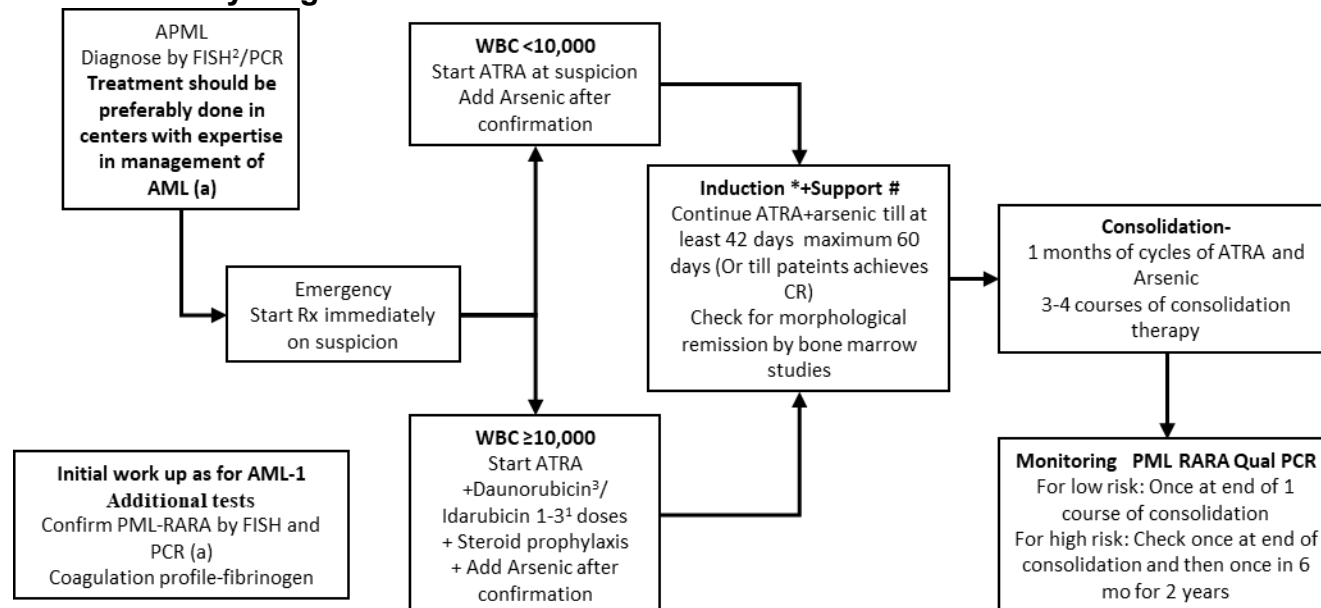 APML
Diagnose by FISH²/PCR
Treatment should be
preferably done in
centers with expertise
in management of
AML (a)
Emergency
Start Rx immediately
on suspicion
WBC <10,000
Start ATRA at suspicion
Add Arsenic after
confirmation
WBC ≥10,000
Start ATRA
+Daunorubicin³/
Idarubicin 1-3¹ doses
+ Steroid prophylaxis
+ Add Arsenic after
confirmation
Induction *+Support #
Continue ATRA+arsenic till at
least 42 days maximum 60
days (Or till pateints achieves
CR)
Check for morphological
remission by bone marrow
studies
Consolidation-
1 months of cycles of ATRA and
Arsenic
3-4 courses of consolidation
therapy
Monitoring PML RARA Qual PCR
For low risk: Once at end of 1
course of consolidation
For high risk: Check once at end of
consolidation and then once in 6
mo for 2 years
Initial work up as for AML-1
Additional tests
Confirm PML-RARA by FISH and
PCR (a)
Coagulation profile-fibrinogen